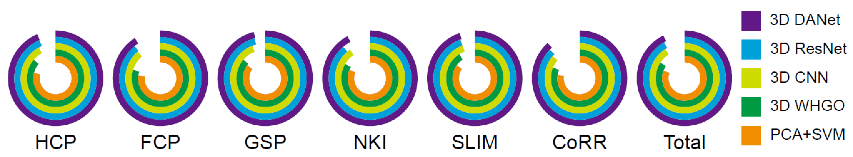 3D DANet
3D ResNet
3D CNN
3D WHGO
PCA+SVM
HCP
FCP
GSP
NKI
SLIM
CoRR
Total